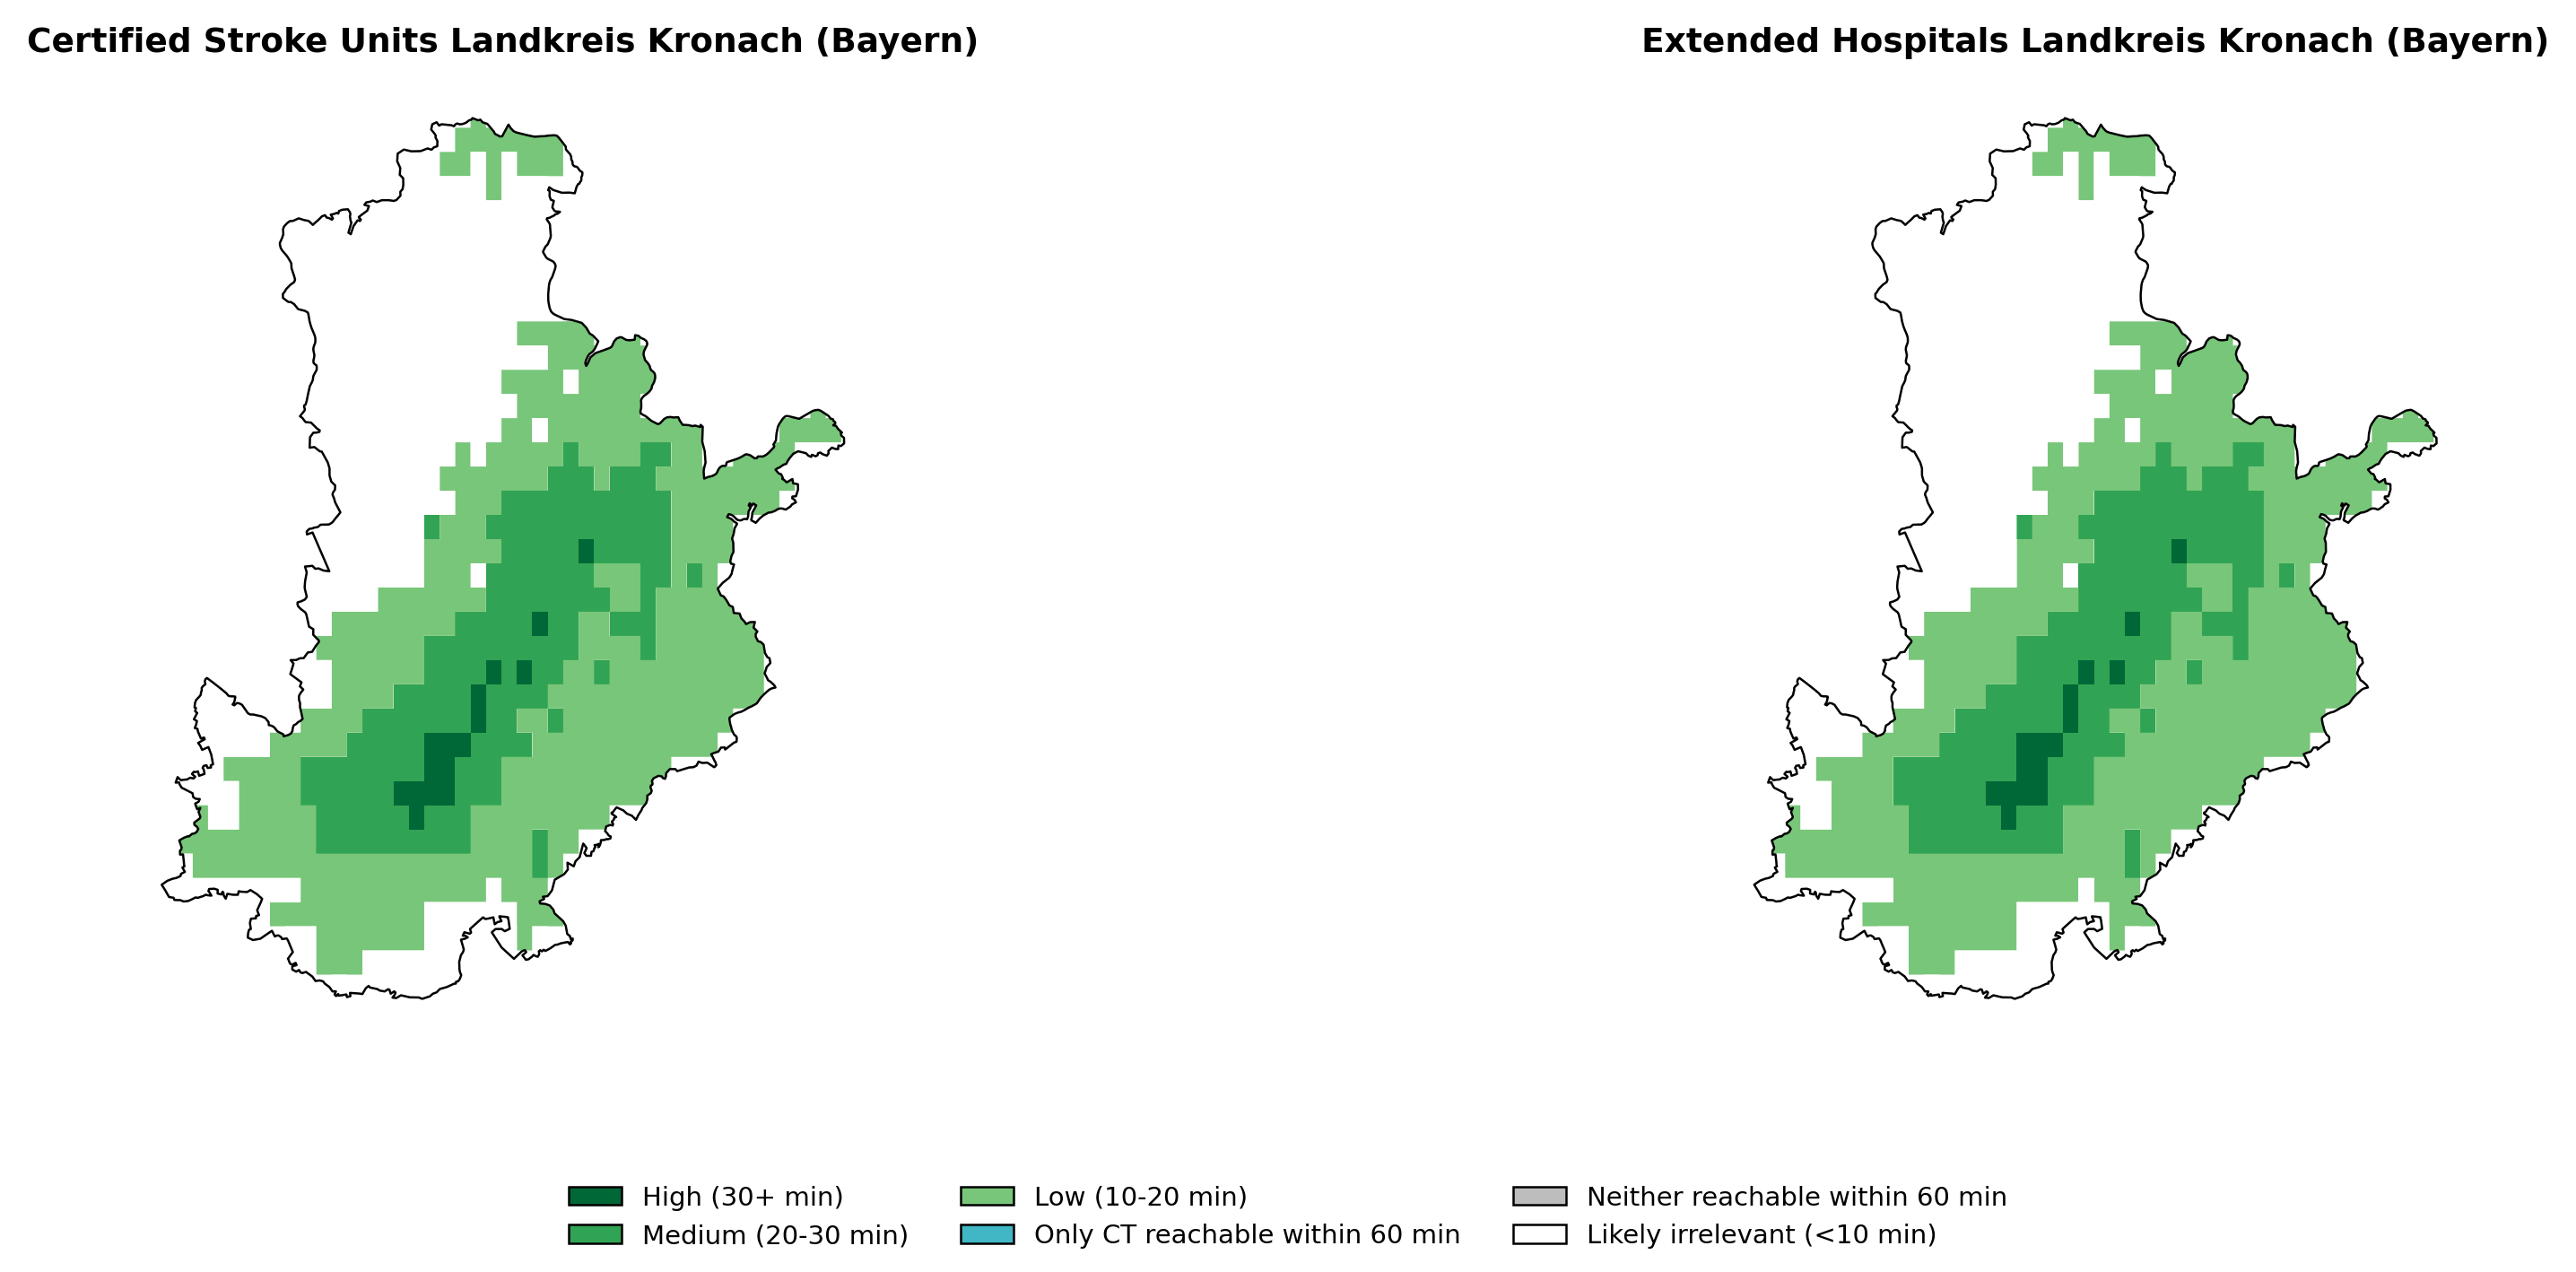 Certified Stroke Units Landkreis Kronach (Bayern)
Extended Hospitals Landkreis Kronach (Bayern)
High (30+ min)
Medium (20-30 min)
Low (10-20 min)
Only CT reachable within 60 min
Neither reachable within 60 min
Likely irrelevant (<10 min)